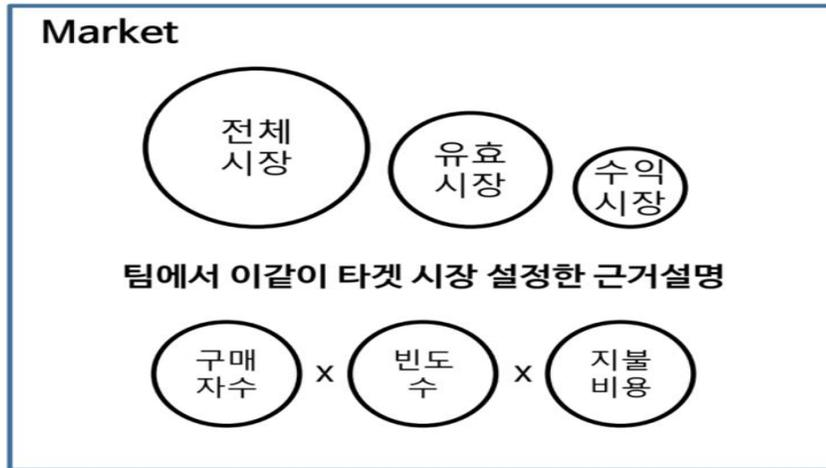 Market
전체
시장
유효
시장
수익
시장
팀에서 이같이 타겟 시장 설정한 근거설명
구매
자수
x
빈도
수
x
지불
비용